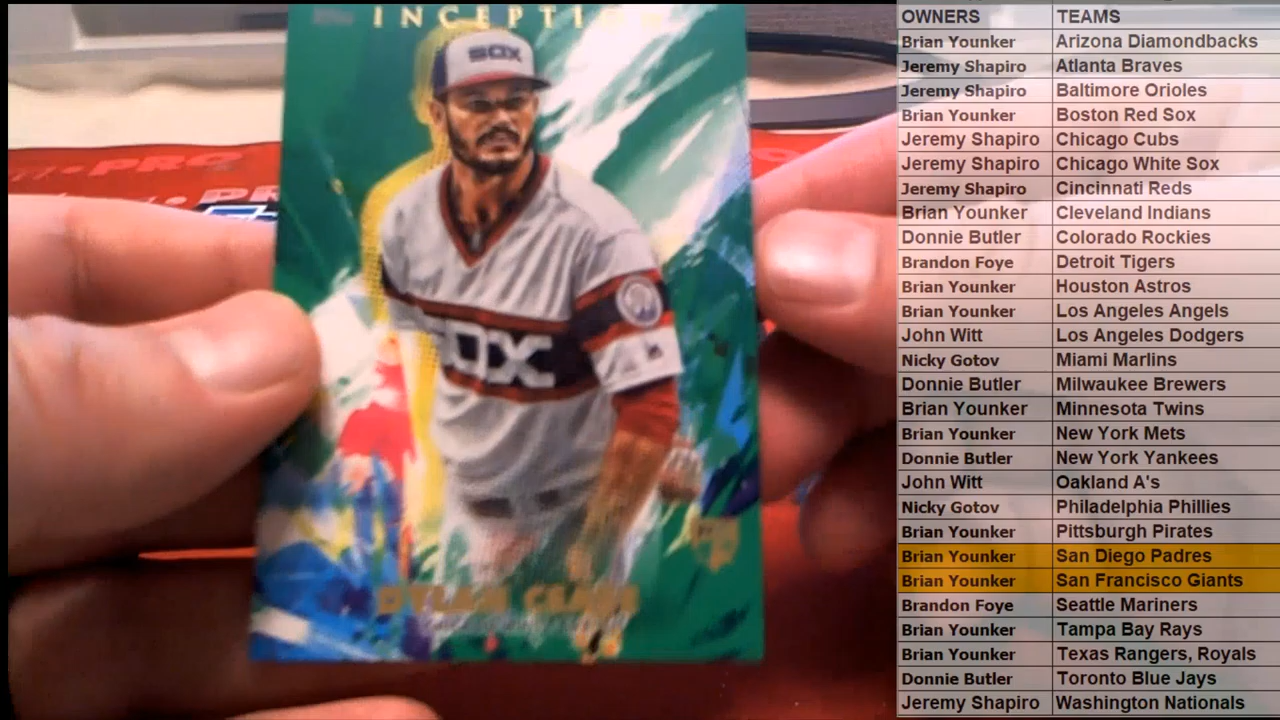 INCEPTI
SOX
SOX
DYLAN CEASE
PRO
OWNERS TEAMS
Brian Younker Arizona Diamondbacks
Jeremy Shapiro Atlanta Braves
Jeremy Shapiro Baltimore Orioles
Brian Younker Boston Red Sox
Jeremy Shapiro Chicago Cubs
Jeremy Shapiro Chicago White Sox
Jeremy Shapiro Cincinnati Reds
Brian Younker Cleveland Indians
Donnie Butler Colorado Rockies
Brandon Foye Detroit Tigers
Brian Younker Houston Astros
Brian Younker Los Angeles Angels
John Witt Los Angeles Dodgers
Nicky Gotov Miami Marlins
Donnie Butler Milwaukee Brewers
Brian Younker Minnesota Twins
Brian Younker New York Mets
Donnie Butler New York Yankees
John Witt Oakland A's
Nicky Gotov Philadelphia Phillies
Brian Younker Pittsburgh Pirates
Brian Younker San Diego Padres
Brian Younker San Francisco Giants
Brandon Foye Seattle Mariners
Brian Younker Tampa Bay Rays
Brian Younker Texas Rangers, Royals
Donnie Butler Toronto Blue Jays
Jeremy Shapiro Washington Nationals